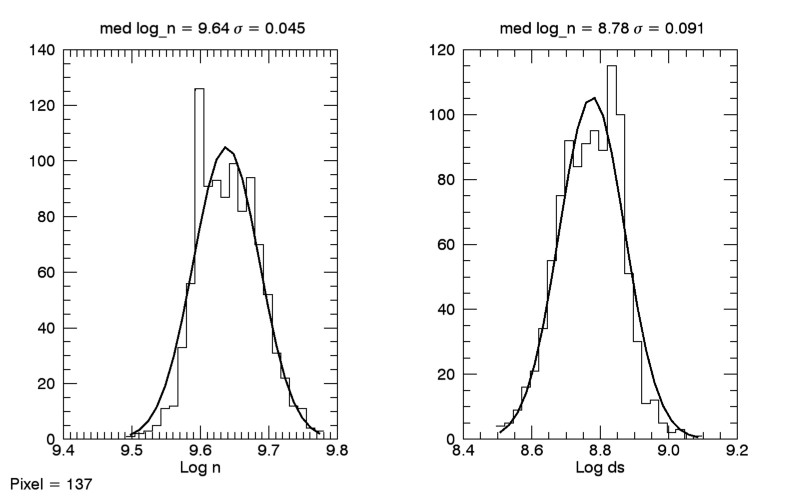 med log_n = 9.64 σ = 0.045
140
120
100
80
60
40
20
0
9.4 9.5 9.6 9.7 9.8
Log n
med log_n = 8.78 σ = 0.091
120
100
80
60
40
20
0
8.4 8.6 8.8 9.0 9.2
Log ds
Pixel = 137